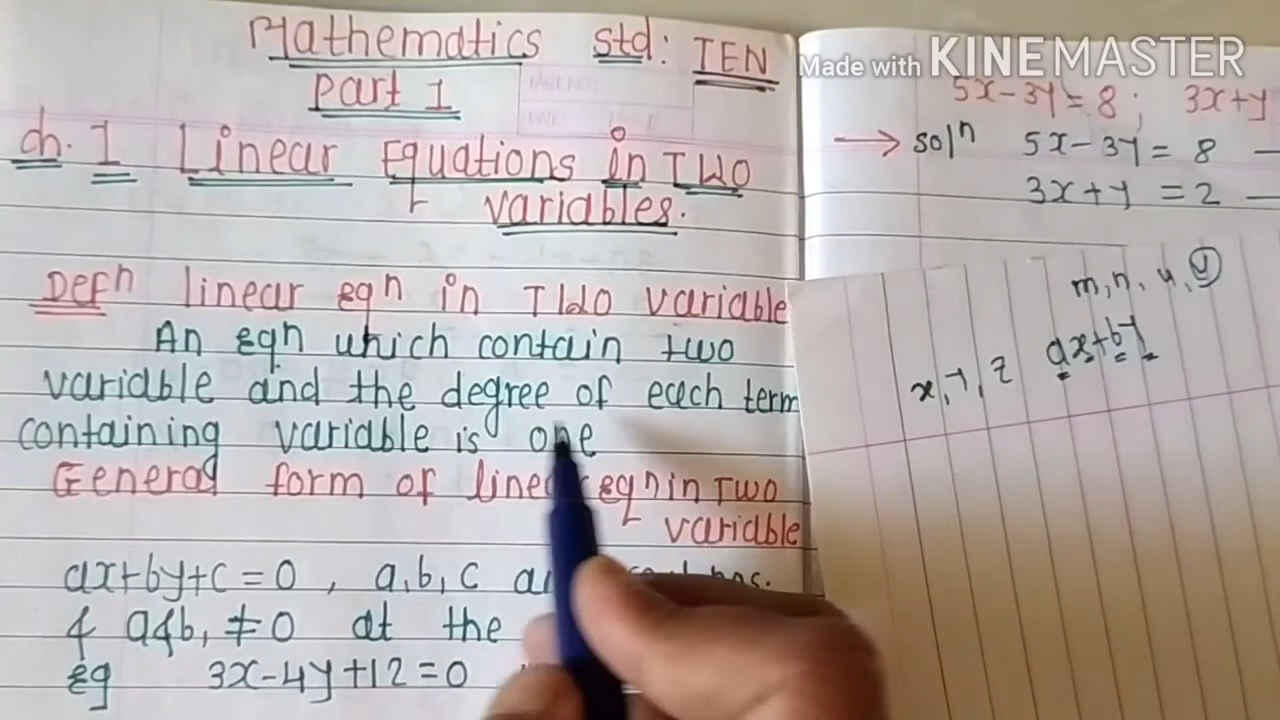 Mathematics Std: TEN
Part 1
ch. 1 Linear Equations in Two
variables.
Defn linear eqn in Two variable
An eqn which contain two
variable and the degree of each term
containing variable is one
General form of linear eqn in Two
variable
ax+by+c=0, a,b,c
& a&b, ≠0 at the
eg 3x-4y+12=0
Made with KINEMASTER
5x-3y=8; 3x+y
→ soln 5x-3y=8
3x+y=2
m,n,u,v
x,y,z ax+by